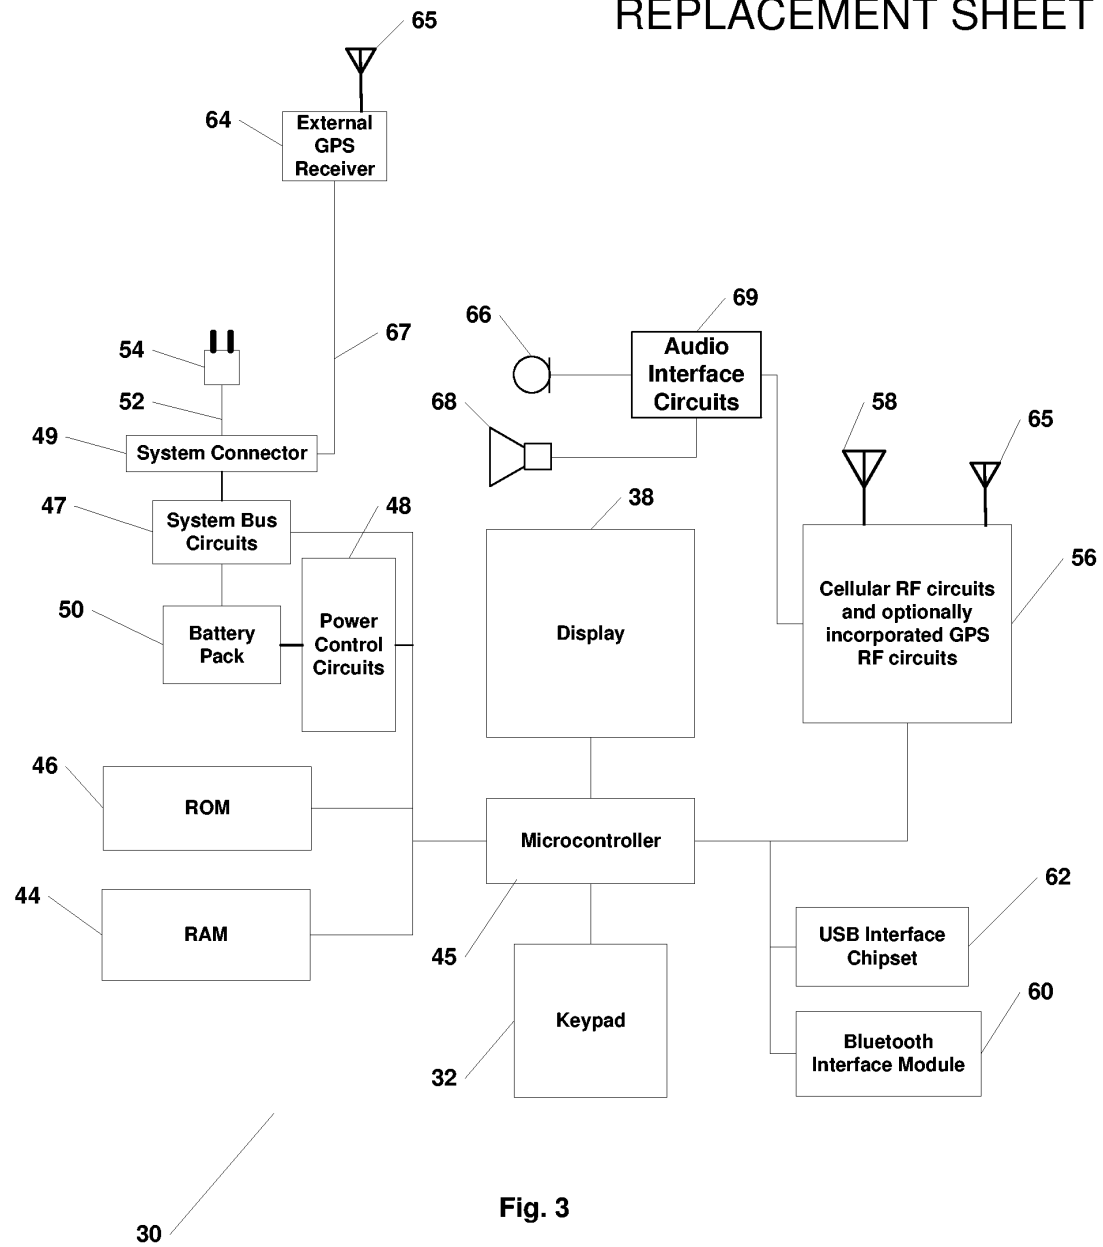 REPLACEMENT SHEET
65
64
External
GPS
Receiver
69
66
67
54
Audio
Interface
Circuits
52
68
58
65
49
System Connector
47
System Bus
Circuits
48
38
56
Cellular RF circuits
and optionally
incorporated GPS
RF circuits
50
Battery
Pack
Power
Control
Circuits
Display
46
ROM
Microcontroller
44
RAM
62
USB Interface
Chipset
45
60
Keypad
Bluetooth
Interface Module
32
Fig. 3
30